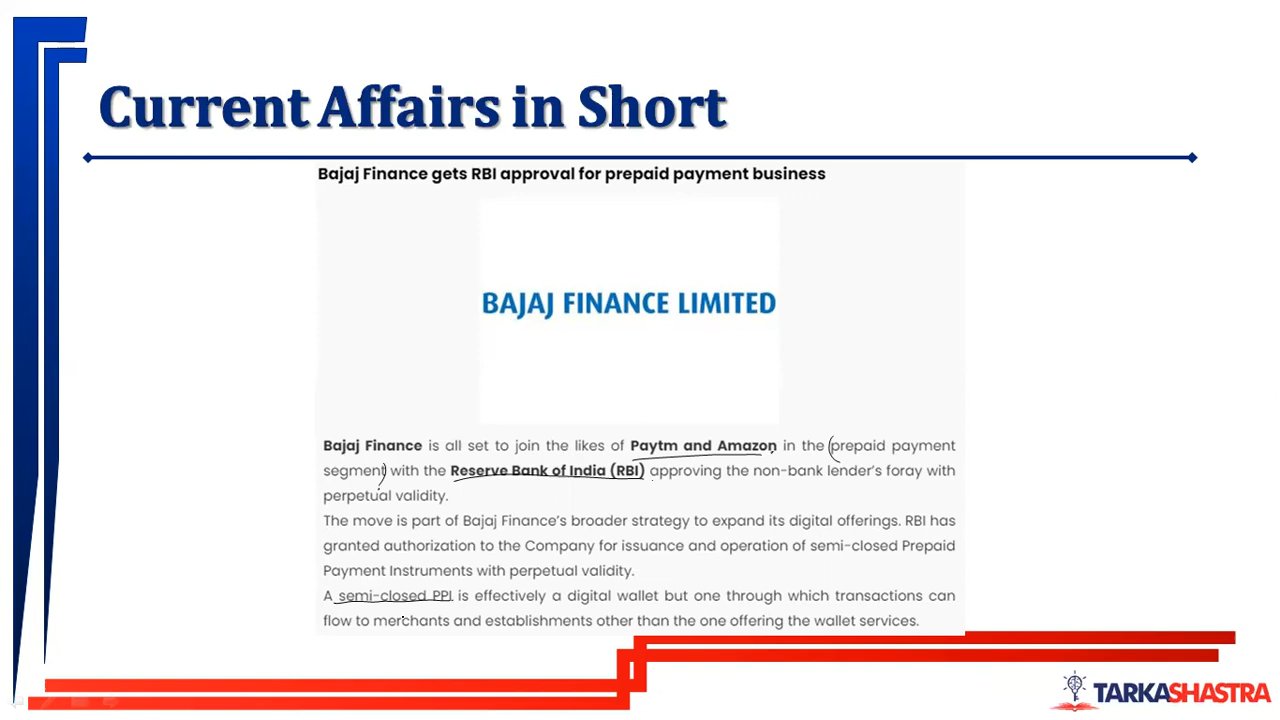 Current Affairs in Short
Bajaj Finance gets RBI approval for prepaid payment business
BAJAJ FINANCE LIMITED
Bajaj Finance is all set to join the likes of Paytm and Amazon in the prepaid payment
segment with the Reserve Bank of India (RBI) approving the non-bank lender's foray with
perpetual validity.
The move is part of Bajaj Finance's broader strategy to expand its digital offerings. RBI has
granted authorization to the Company for issuance and operation of semi-closed Prepaid
Payment Instruments with perpetual validity.
A semi-closed PPI is effectively a digital wallet but one through which transactions can
flow to merchants and establishments other than the one offering the wallet services.
TARKASHASTRA